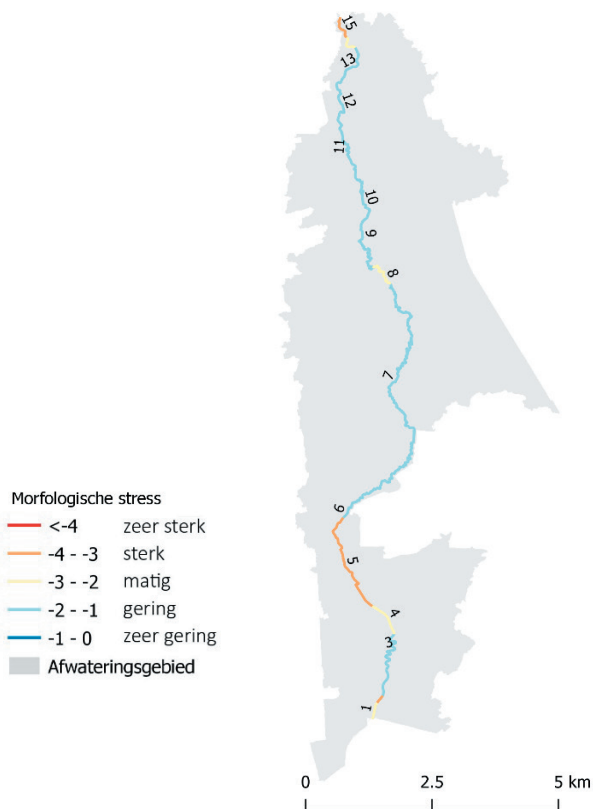 15
13
12
11
10
9
8
7
6
5
4
3
1
Morfologische stress
<-4 zeer sterk
-4 - -3 sterk
-3 - -2 matig
-2 - -1 gering
-1 - 0 zeer gering
Afwateringsgebied
0 2.5 5 km